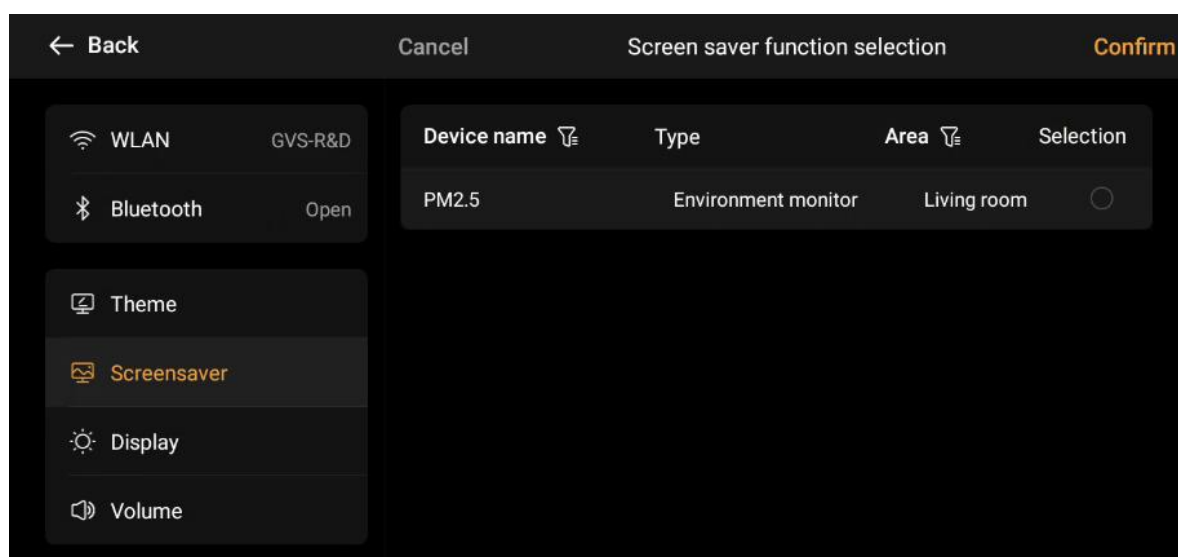 Back
Cancel
Screen saver function selection
Confirm
WLAN GVS-R&D
Bluetooth Open
Theme
Screensaver
Display
Volume
Device name Type Area Selection
PM2.5 Environment monitor Living room